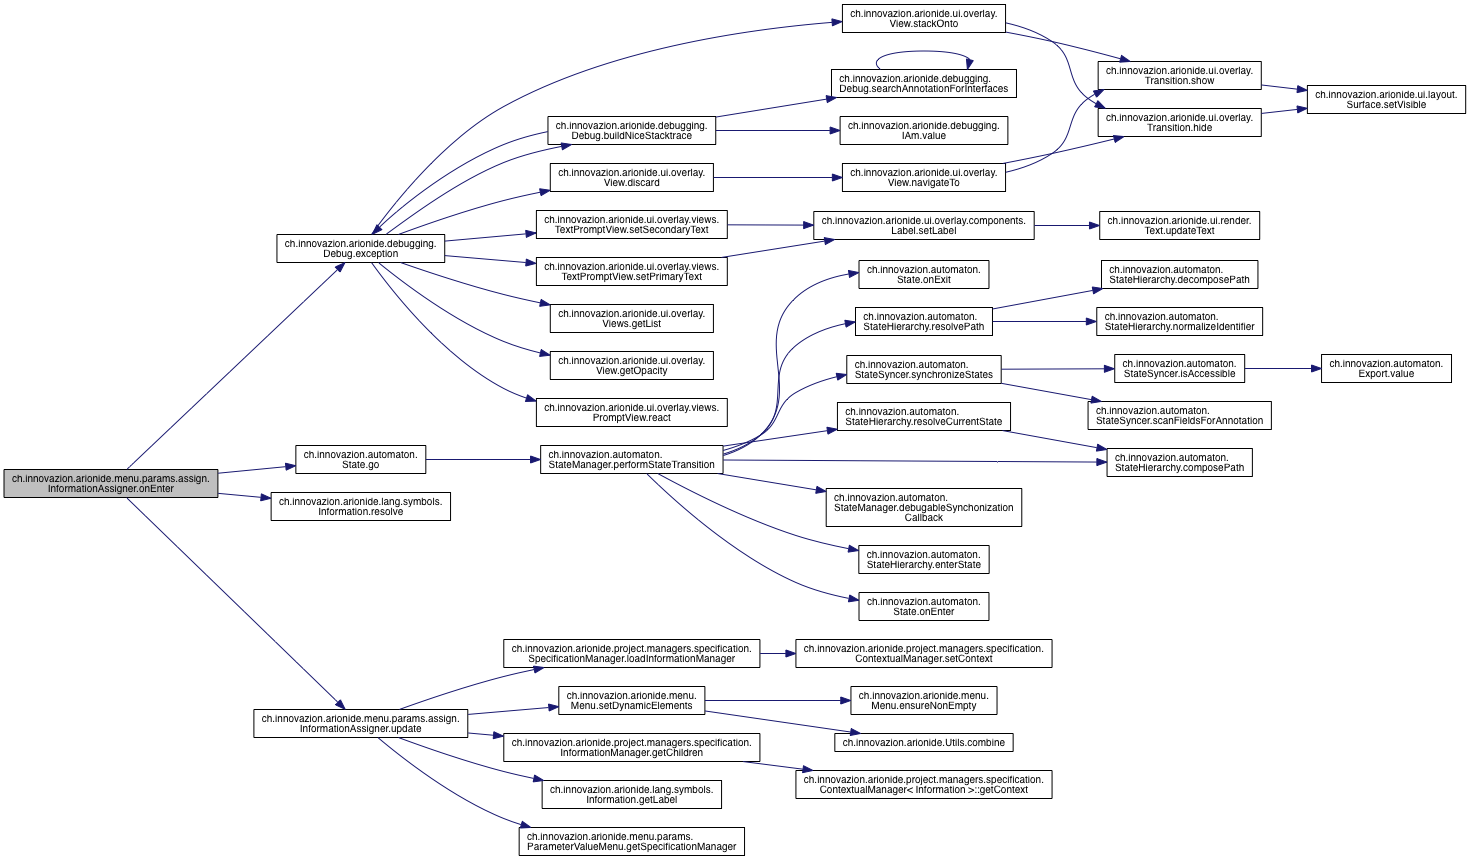 ch.innovazion.arionide.menu.params.assign.
InformationAssigner.onEnter
ch.innovazion.arionide.debugging.
Debug.exception
ch.innovazion.automaton.
State.go
ch.innovazion.arionide.lang.symbols.
Information.resolve
ch.innovazion.arionide.menu.params.assign.
InformationAssigner.update
ch.innovazion.arionide.debugging.
Debug.buildNiceStacktrace
ch.innovazion.arionide.ui.overlay.
View.discard
ch.innovazion.arionide.ui.overlay.views.
TextPromptView.setSecondaryText
ch.innovazion.arionide.ui.overlay.views.
TextPromptView.setPrimaryText
ch.innovazion.arionide.ui.overlay.
Views.getList
ch.innovazion.arionide.ui.overlay.
View.getOpacity
ch.innovazion.arionide.ui.overlay.views.
PromptView.react
ch.innovazion.automaton.
StateManager.performStateTransition
ch.innovazion.arionide.project.managers.specification.
SpecificationManager.loadInformationManager
ch.innovazion.arionide.menu.
Menu.setDynamicElements
ch.innovazion.arionide.project.managers.specification.
InformationManager.getChildren
ch.innovazion.arionide.lang.symbols.
Information.getLabel
ch.innovazion.arionide.menu.params.
ParameterValueMenu.getSpecificationManager
ch.innovazion.arionide.ui.overlay.
View.stackOnto
ch.innovazion.arionide.debugging.
Debug.searchAnnotationForInterfaces
ch.innovazion.arionide.debugging.
IAm.value
ch.innovazion.arionide.ui.overlay.
View.navigateTo
ch.innovazion.arionide.ui.overlay.components.
Label.setLabel
ch.innovazion.automaton.
State.onExit
ch.innovazion.automaton.
StateHierarchy.resolvePath
ch.innovazion.automaton.
StateSyncer.synchronizeStates
ch.innovazion.automaton.
StateHierarchy.resolveCurrentState
ch.innovazion.automaton.
StateManager.debugableSynchonization
Callback
ch.innovazion.automaton.
StateHierarchy.enterState
ch.innovazion.automaton.
State.onEnter
ch.innovazion.arionide.project.managers.specification.
ContextualManager.setContext
ch.innovazion.arionide.menu.
Menu.ensureNonEmpty
ch.innovazion.arionide.Utils.combine
ch.innovazion.arionide.project.managers.specification.
ContextualManager< Information >::getContext
ch.innovazion.arionide.ui.overlay.
Transition.show
ch.innovazion.arionide.ui.overlay.
Transition.hide
ch.innovazion.arionide.ui.render.
Text.updateText
ch.innovazion.automaton.
StateHierarchy.decomposePath
ch.innovazion.automaton.
StateHierarchy.normalizeIdentifier
ch.innovazion.automaton.
StateSyncer.isAccessible
ch.innovazion.automaton.
StateSyncer.scanFieldsForAnnotation
ch.innovazion.automaton.
StateHierarchy.composePath
ch.innovazion.arionide.ui.layout.
Surface.setVisible
ch.innovazion.automaton.
Export.value